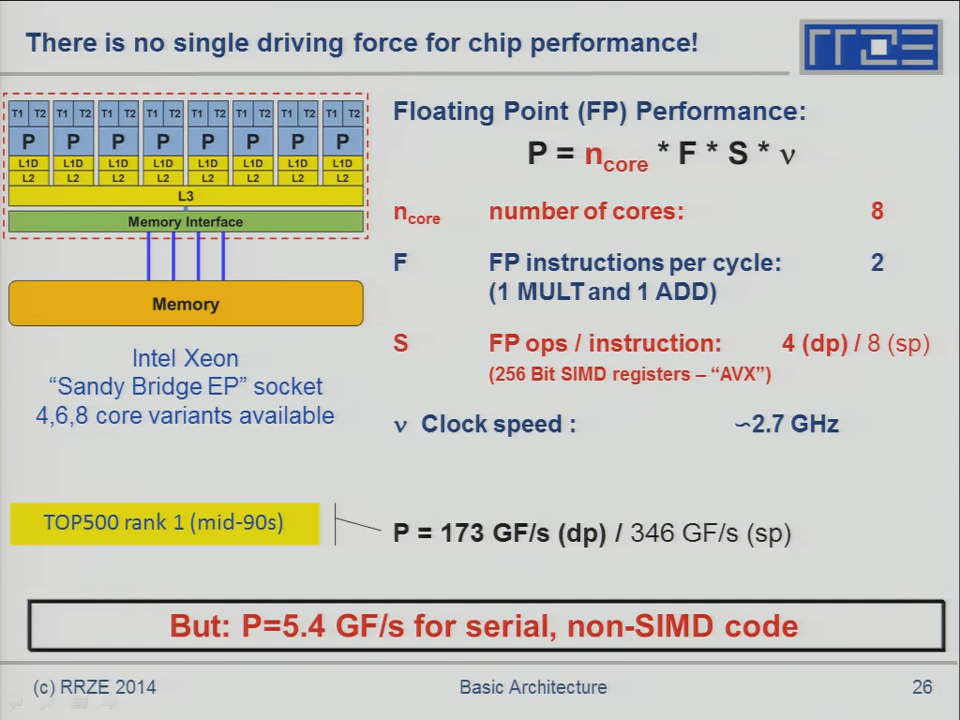 There is no single driving force for chip performance!
RRZE
T1 T2 T1 T2 T1 T2 T1 T2 T1 T2 T1 T2 T1 T2 T1 T2
P P P P P P P P
L1D L1D L1D L1D L1D L1D L1D L1D
L2 L2 L2 L2 L2 L2 L2 L2
L3
Memory Interface
Memory
Intel Xeon
“Sandy Bridge EP” socket
4,6,8 core variants available
Floating Point (FP) Performance:
P = ncore * F * S * ν
ncore number of cores: 8
F FP instructions per cycle: 2
(1 MULT and 1 ADD)
S FP ops / instruction: 4 (dp) / 8 (sp)
(256 Bit SIMD registers – “AVX”)
ν Clock speed : ∽2.7 GHz
TOP500 rank 1 (mid-90s)
P = 173 GF/s (dp) / 346 GF/s (sp)
But: P=5.4 GF/s for serial, non-SIMD code
(c) RRZE 2014 Basic Architecture 26